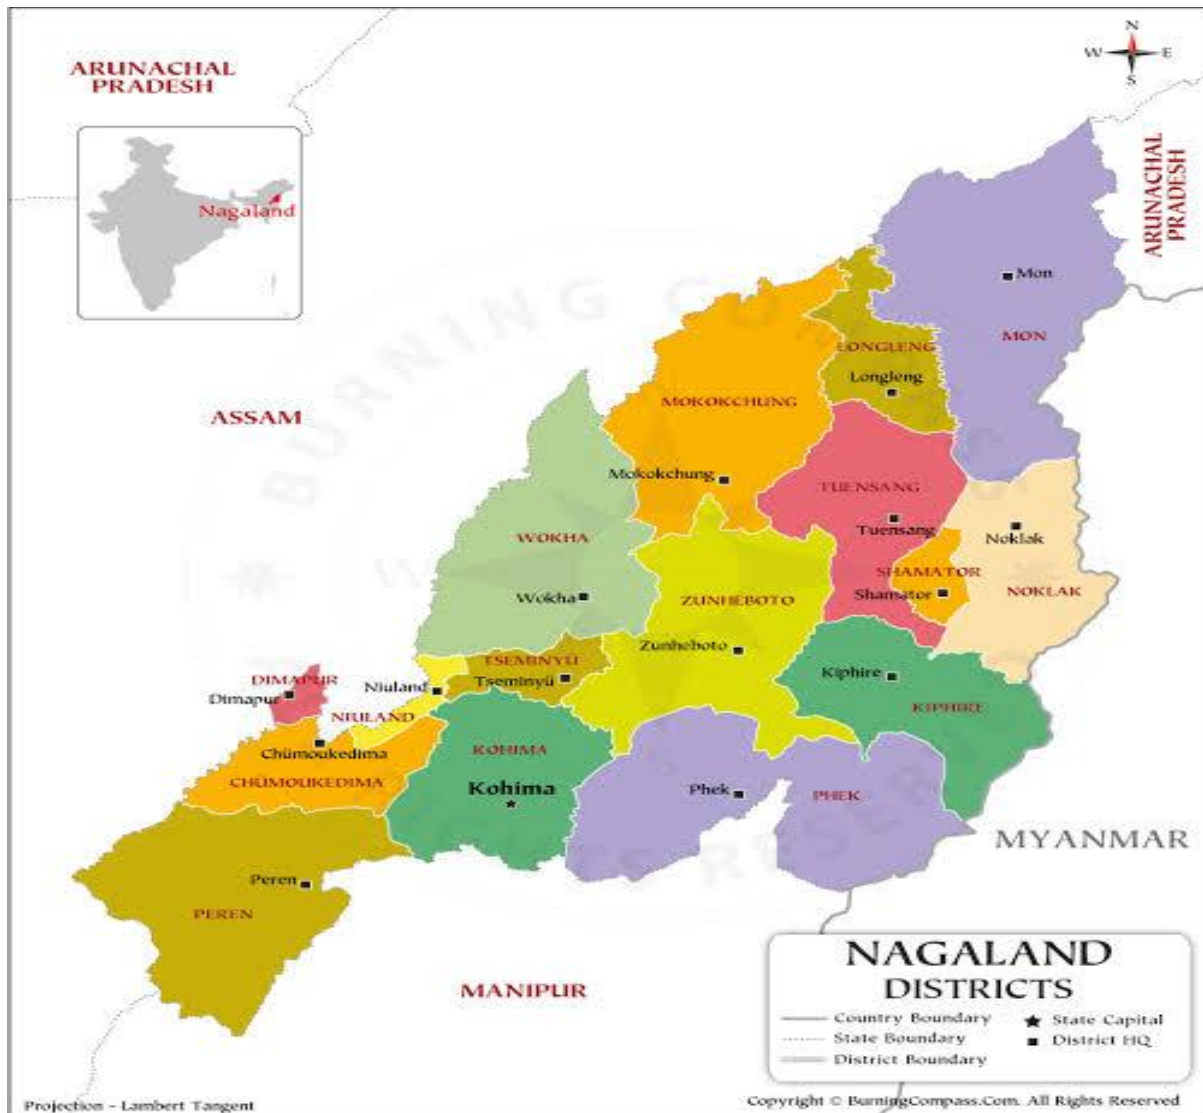 N
W E
S
ARUNACHAL
PRADESH
ARUNACHAL
PRADESH
Nagaland
Mon
MON
LONGLENG
Longleng
MOKOKCHUNG
ASSAM
Mokokchung
TUENSANG
Tuensang
Noklak
WOKHA
SHAMATOR
Shamator
NOKLAK
Wokha
ZUNHEBOTO
Zunheboto
TSEMINYÜ
Tseminyü
Kiphire
KIPHIRE
DIMAPUR
Dimapur
Niuland
NIULAND
Chümoukedima
CHÜMOUKEDIMA
KOHIMA
Kohima
Phek
PHEK
MYANMAR
Peren
PEREN
MANIPUR
NAGALAND
DISTRICTS
Country Boundary
State Boundary
District Boundary
State Capital
District HQ
Projection - Lambert Tangent
Copyright © BurningCompass.Com. All Rights Reserved
BURNING COMPASS